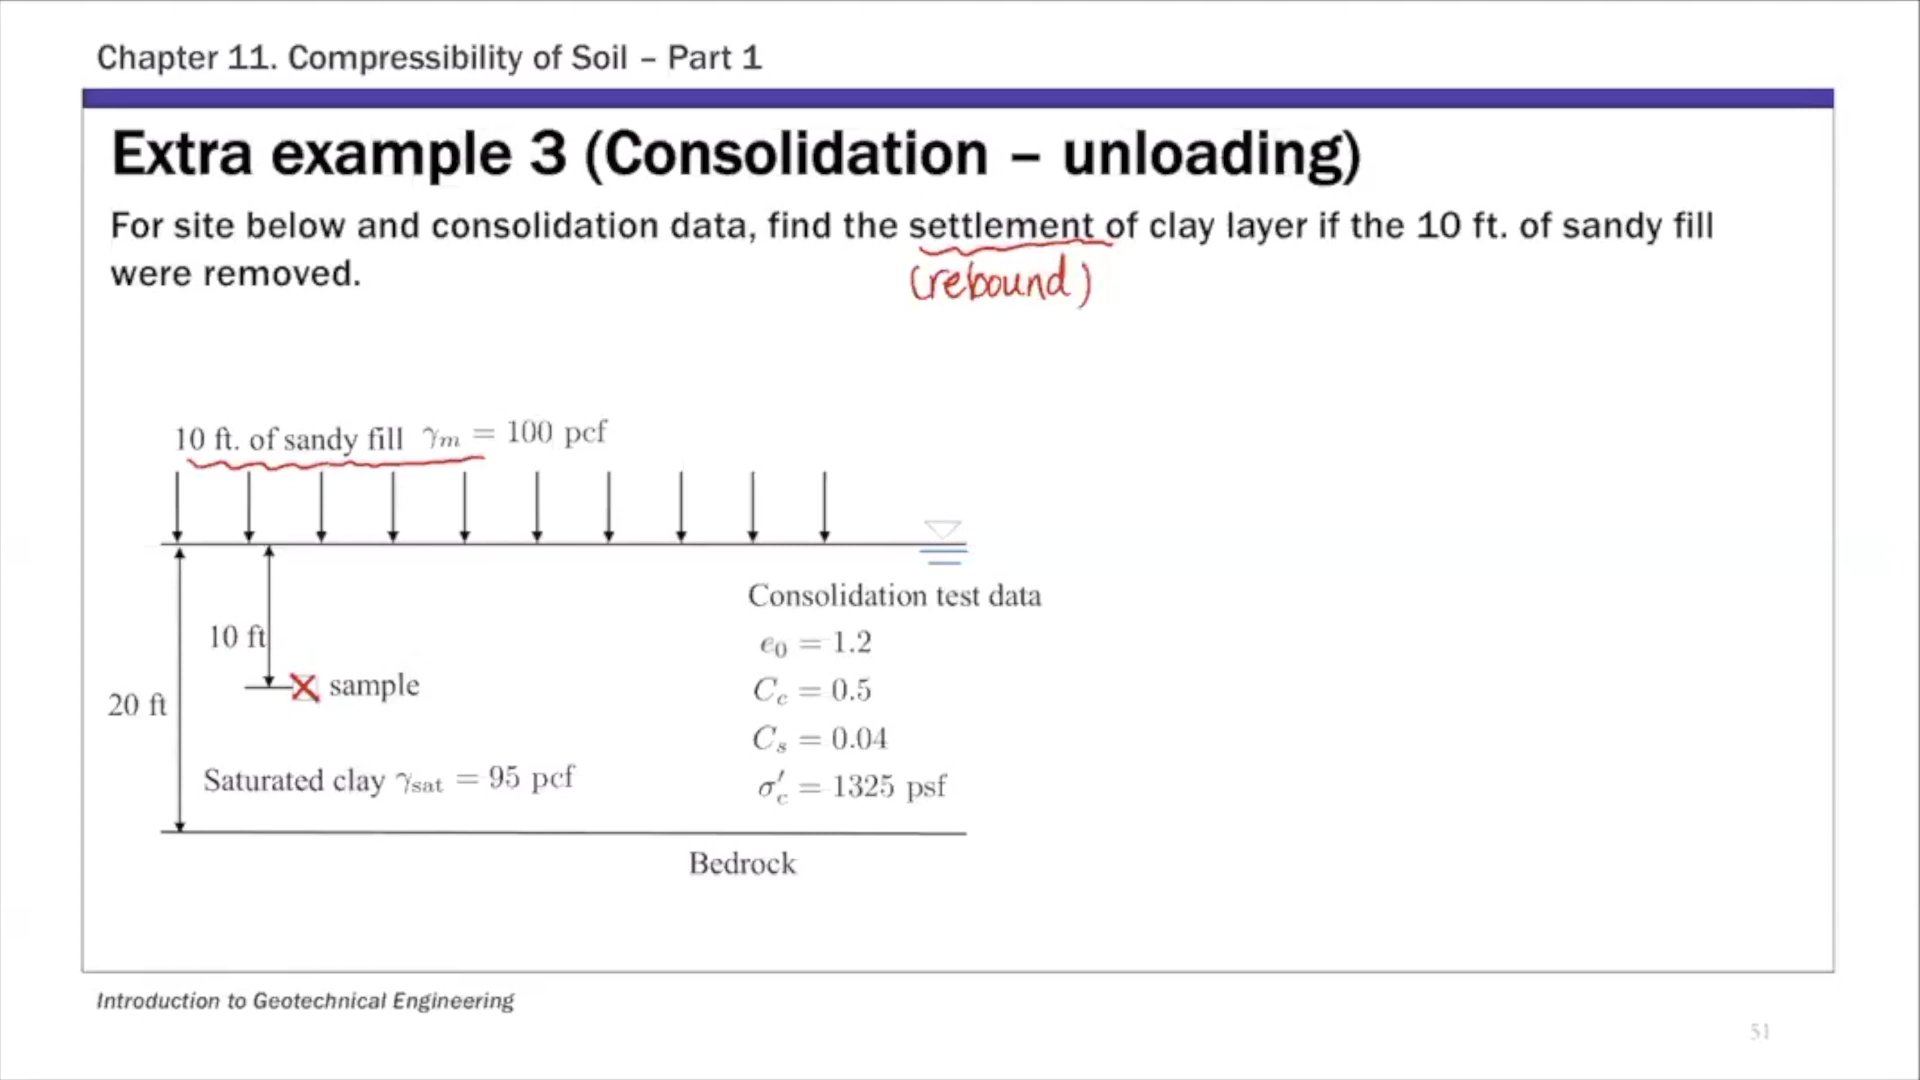 Chapter 11. Compressibility of Soil – Part 1
Extra example 3 (Consolidation – unloading)
For site below and consolidation data, find the settlement of clay layer if the 10 ft. of sandy fill
were removed.
(rebound)
10 ft. of sandy fill γm = 100 pcf
Consolidation test data
10 ft
e0 = 1.2
sample
Cc = 0.5
20 ft
Cs = 0.04
Saturated clay γsat = 95 pcf
σ′c = 1325 psf
Bedrock
Introduction to Geotechnical Engineering
51